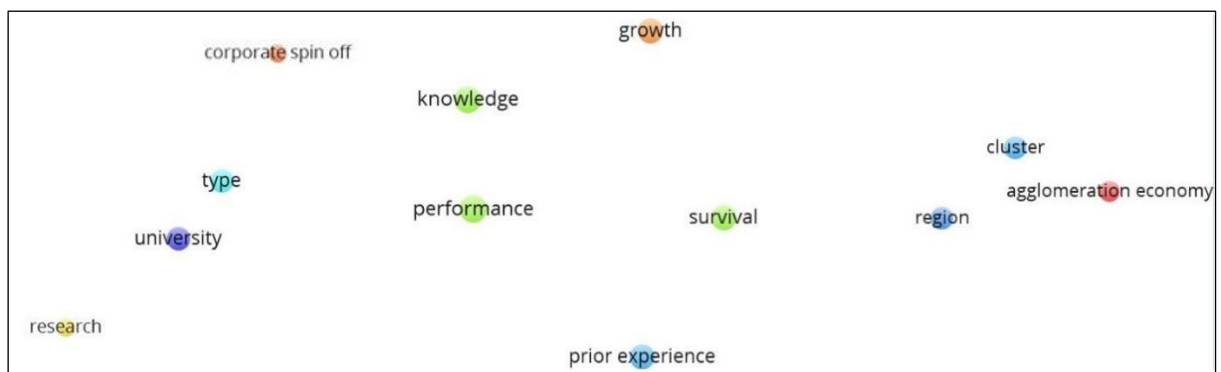 growth
corporate spin off
knowledge
cluster
type
agglomeration economy
performance
survival
region
university
research
prior experience